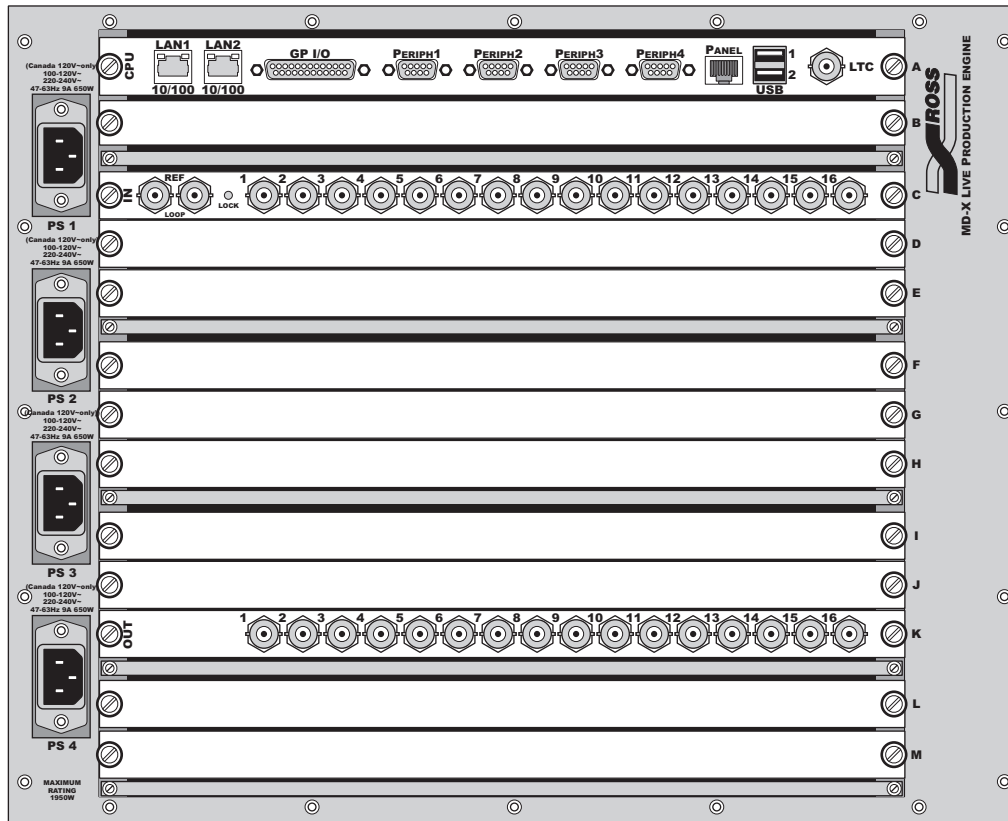 LAN1 LAN2 GP I/O PERIPH1 PERIPH2 PERIPH3 PERIPH4 PANEL 1 LTC A
CPU
2
10/100 10/100 USB
(Canada 120V~only)
100-120V~
220-240V~
47-63Hz 9A 650W
B
ROSS
MD-X LIVE PRODUCTION ENGINE
REF 1 2 3 4 5 6 7 8 9 10 11 12 13 14 15 16
IN LOCK C
LOOP
PS 1
(Canada 120V~only)
100-120V~
220-240V~
47-63Hz 9A 650W
D
E
F
PS 2
(Canada 120V~only)
100-120V~
220-240V~
47-63Hz 9A 650W
G
H
I
PS 3
(Canada 120V~only)
100-120V~
220-240V~
47-63Hz 9A 650W
J
1 2 3 4 5 6 7 8 9 10 11 12 13 14 15 16
OUT K
L
PS 4
M
MAXIMUM
RATING
1950W